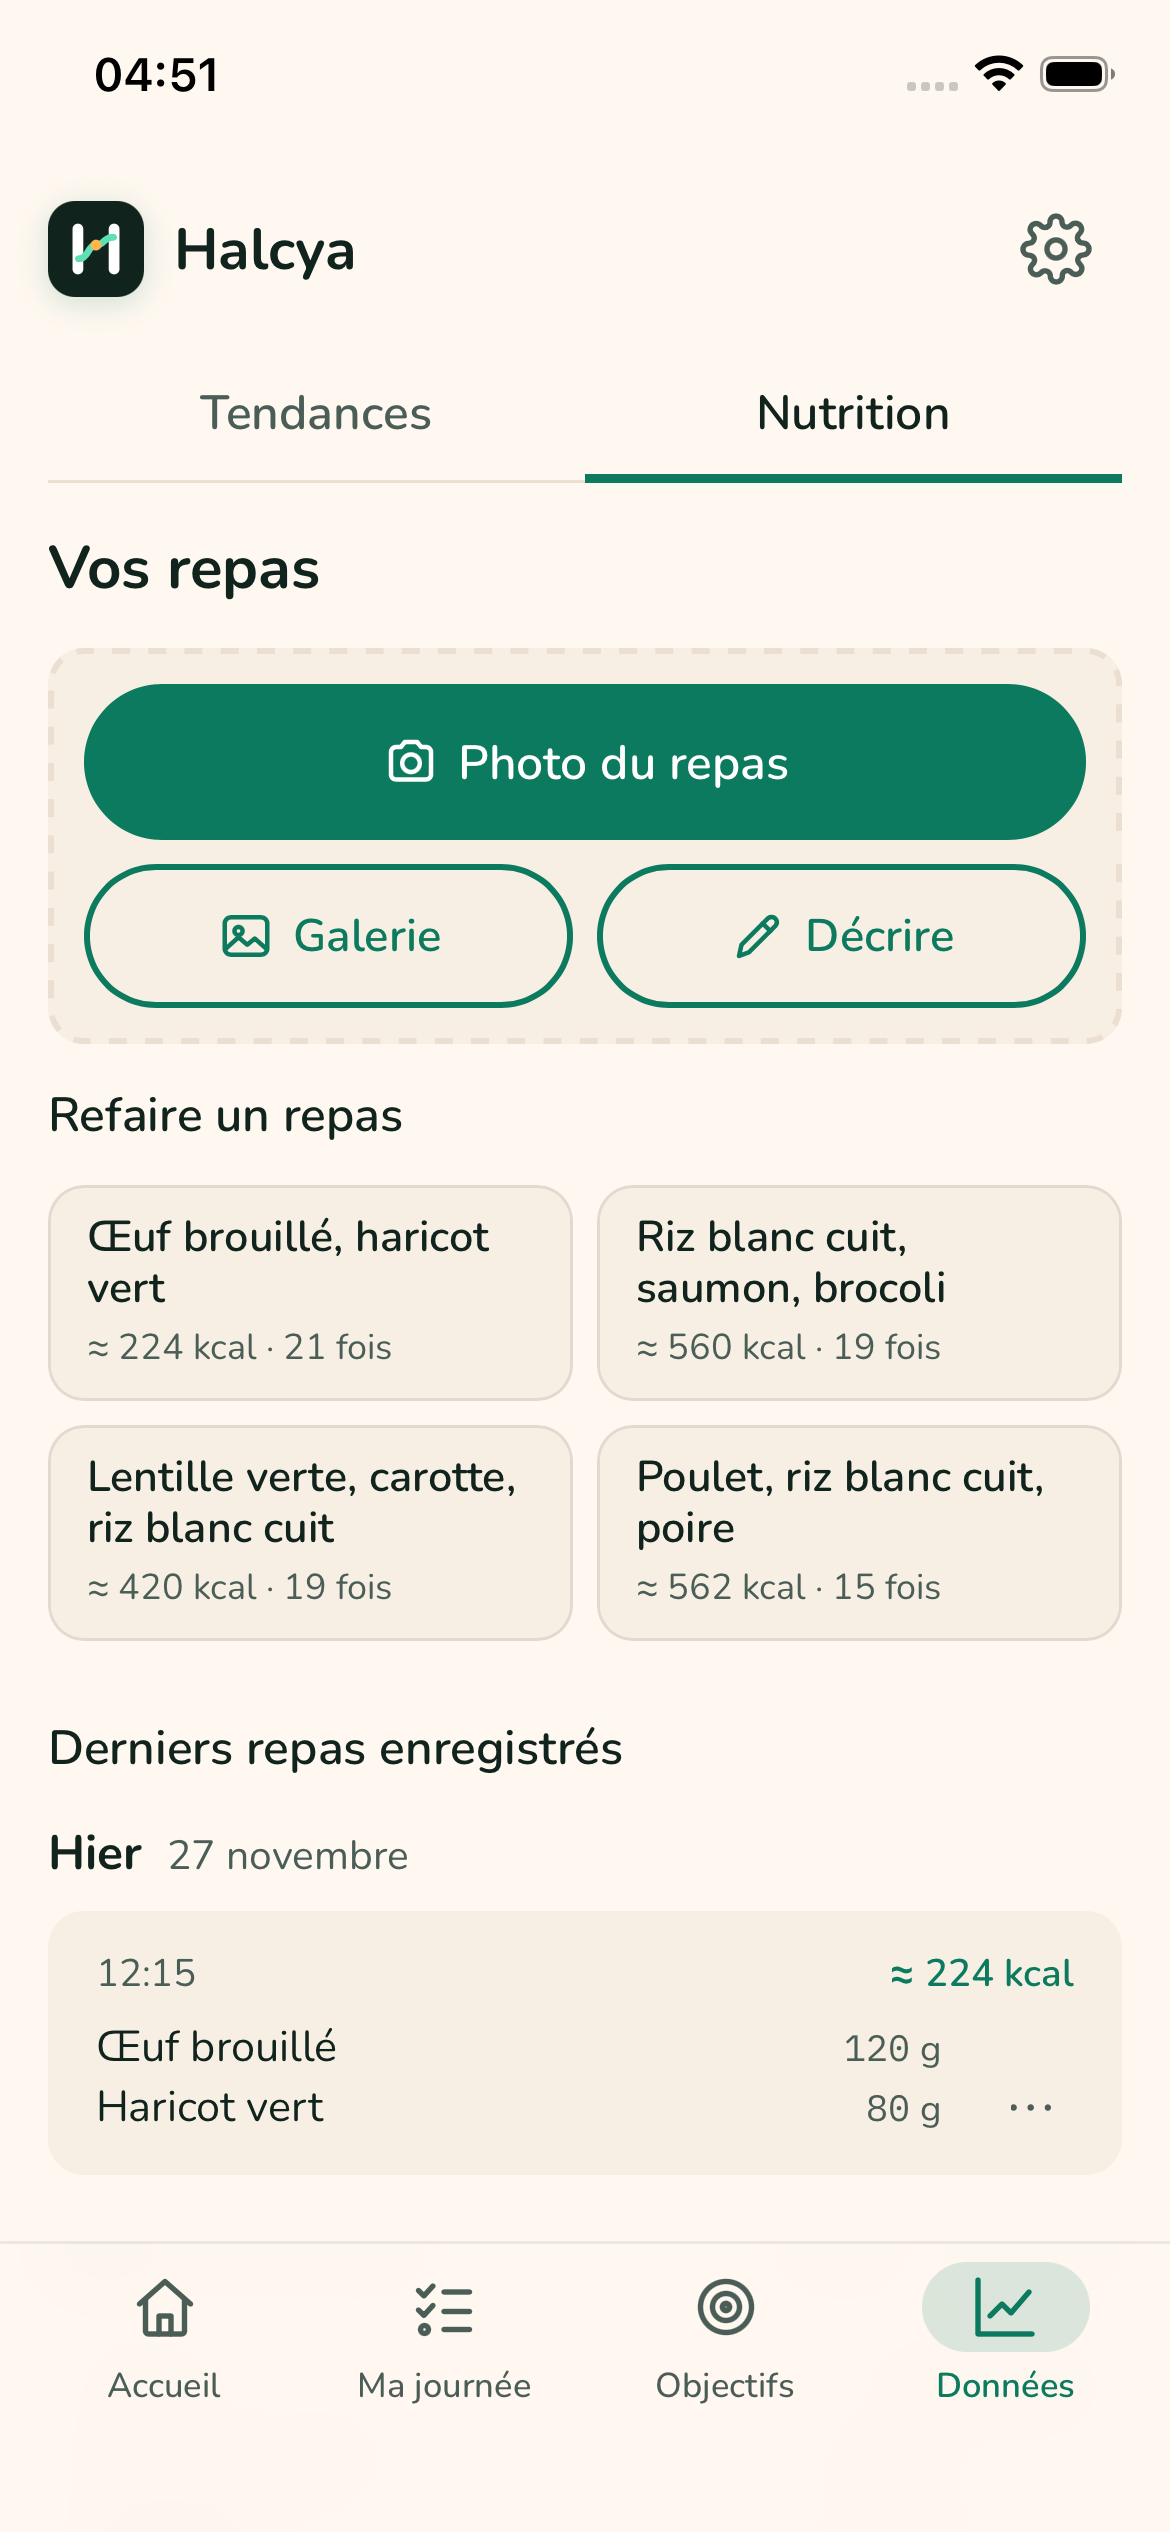 04:51
Halcya
Tendances
Nutrition
Vos repas
Photo du repas
Galerie
Décrire
Refaire un repas
Œuf brouillé, haricot
vert
≈ 224 kcal · 21 fois
Riz blanc cuit,
saumon, brocoli
≈ 560 kcal · 19 fois
Lentille verte, carotte,
riz blanc cuit
≈ 420 kcal · 19 fois
Poulet, riz blanc cuit,
poire
≈ 562 kcal · 15 fois
Derniers repas enregistrés
Hier 27 novembre
12:15 ≈ 224 kcal
Œuf brouillé 120 g
Haricot vert 80 g
Accueil
Ma journée
Objectifs
Données